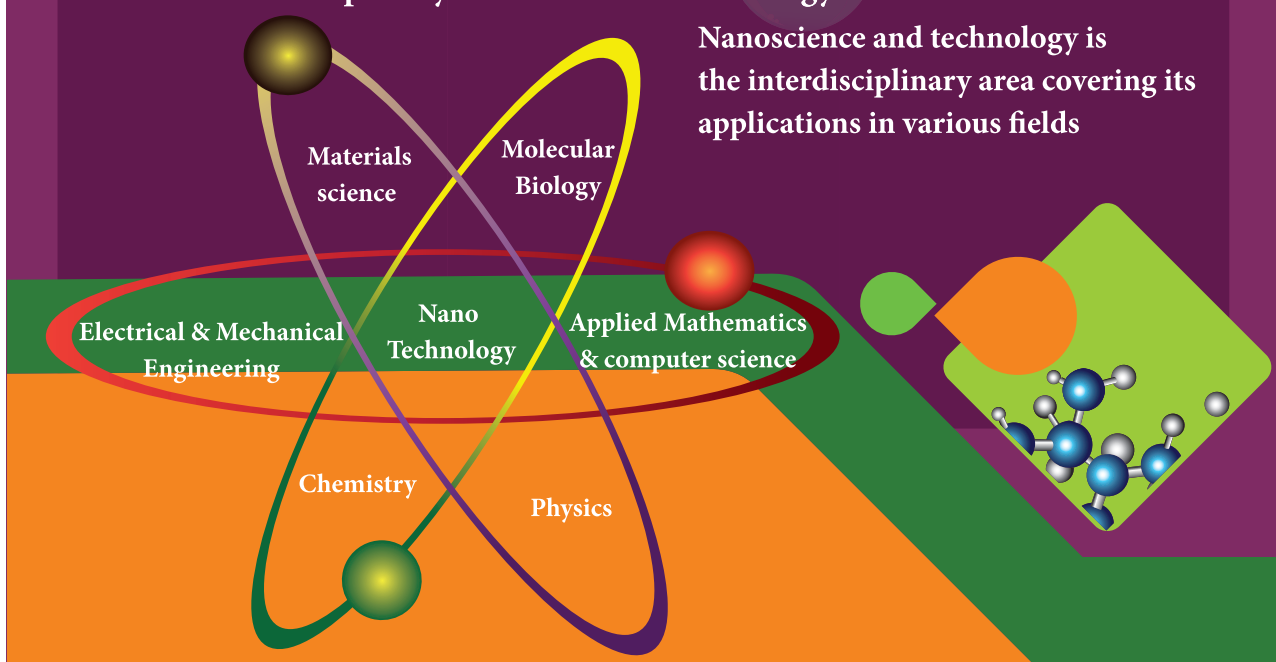 Nanoscience and technology is
the interdisciplinary area covering its
applications in various fields
Materials
science
Molecular
Biology
Electrical & Mechanical
Engineering
Nano
Technology
Applied Mathematics
& computer science
Chemistry
Physics